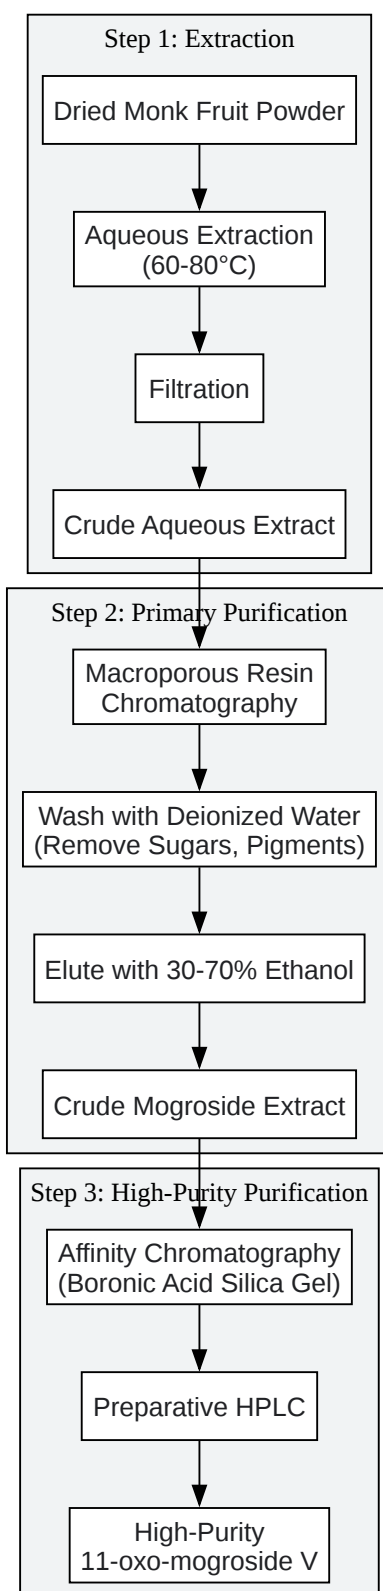 Step 1: Extraction
Dried Monk Fruit Powder
Aqueous Extraction
(60-80°C)
Filtration
Crude Aqueous Extract
Step 2: Primary Purification
Macroporous Resin
Chromatography
Wash with Deionized Water
(Remove Sugars, Pigments)
Elute with 30-70% Ethanol
Crude Mogroside Extract
Step 3: High-Purity Purification
Affinity Chromatography
(Boronic Acid Silica Gel)
Preparative HPLC
High-Purity
11-oxo-mogroside V